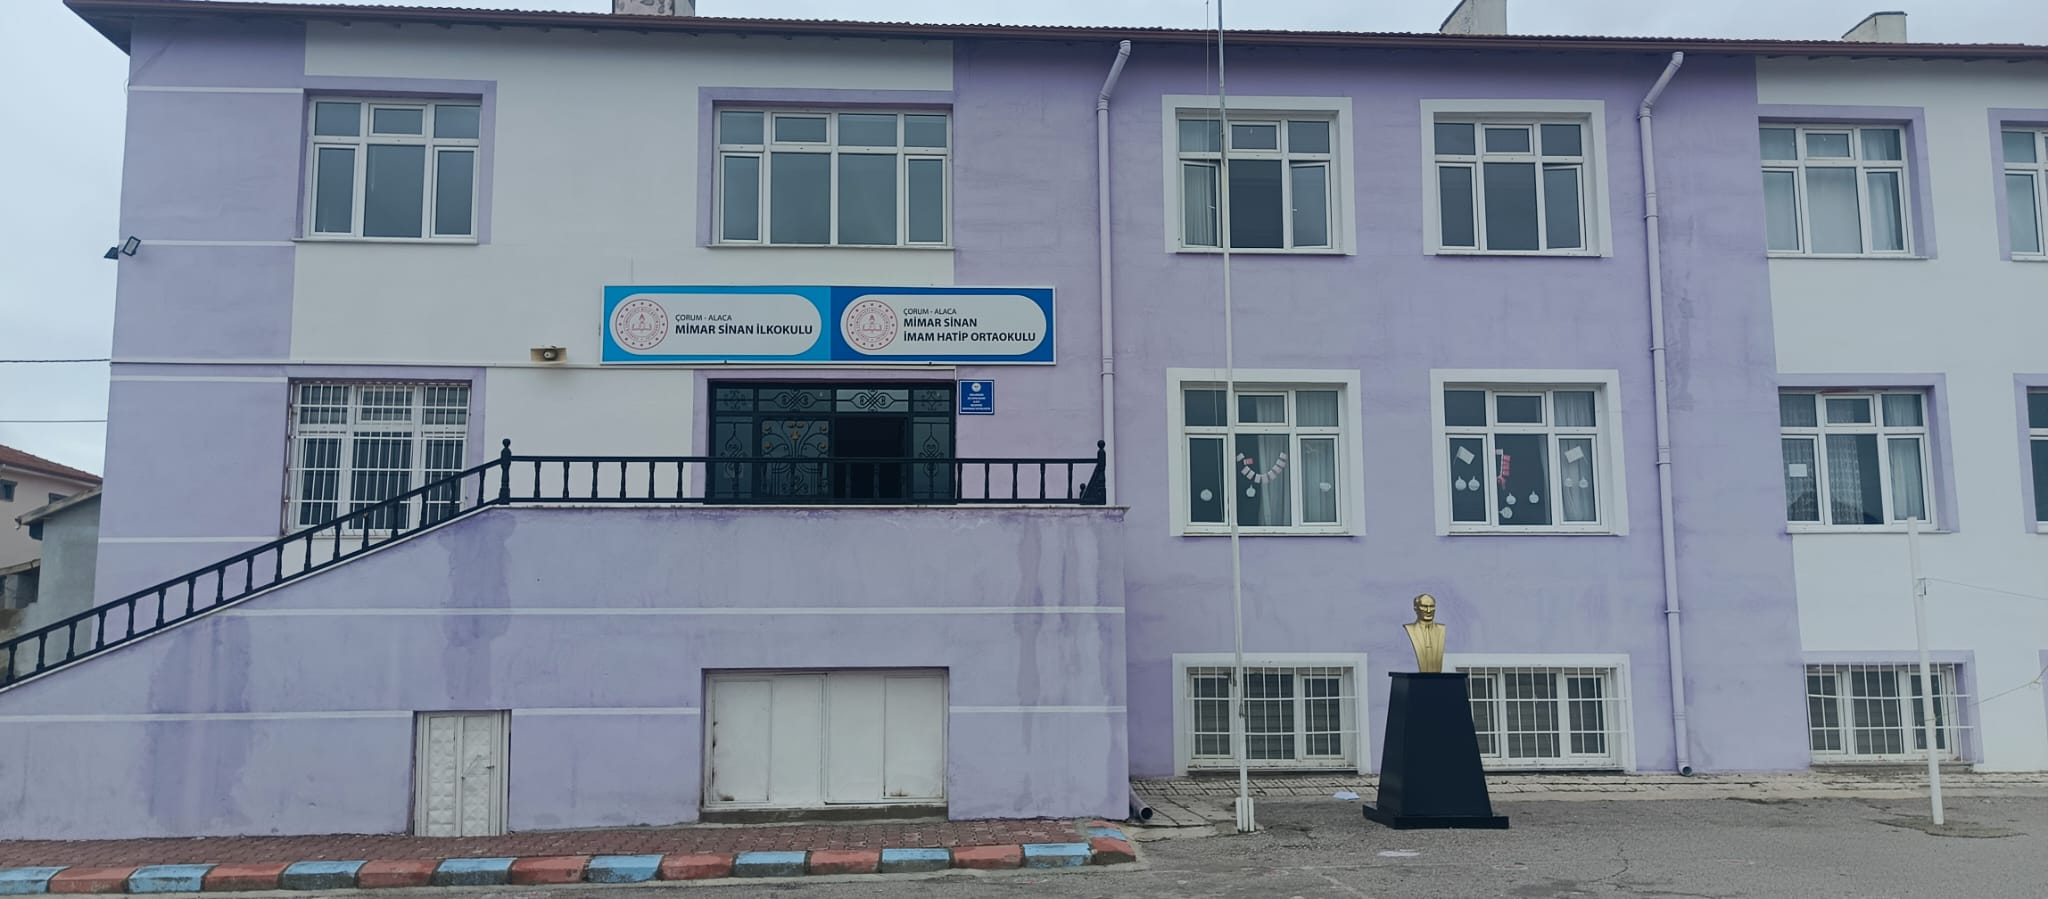 ÇORUM - ALACA
MİMAR SİNAN İLKOKULU
ÇORUM - ALACA
MİMAR SİNAN
İMAM HATİP ORTAOKULU